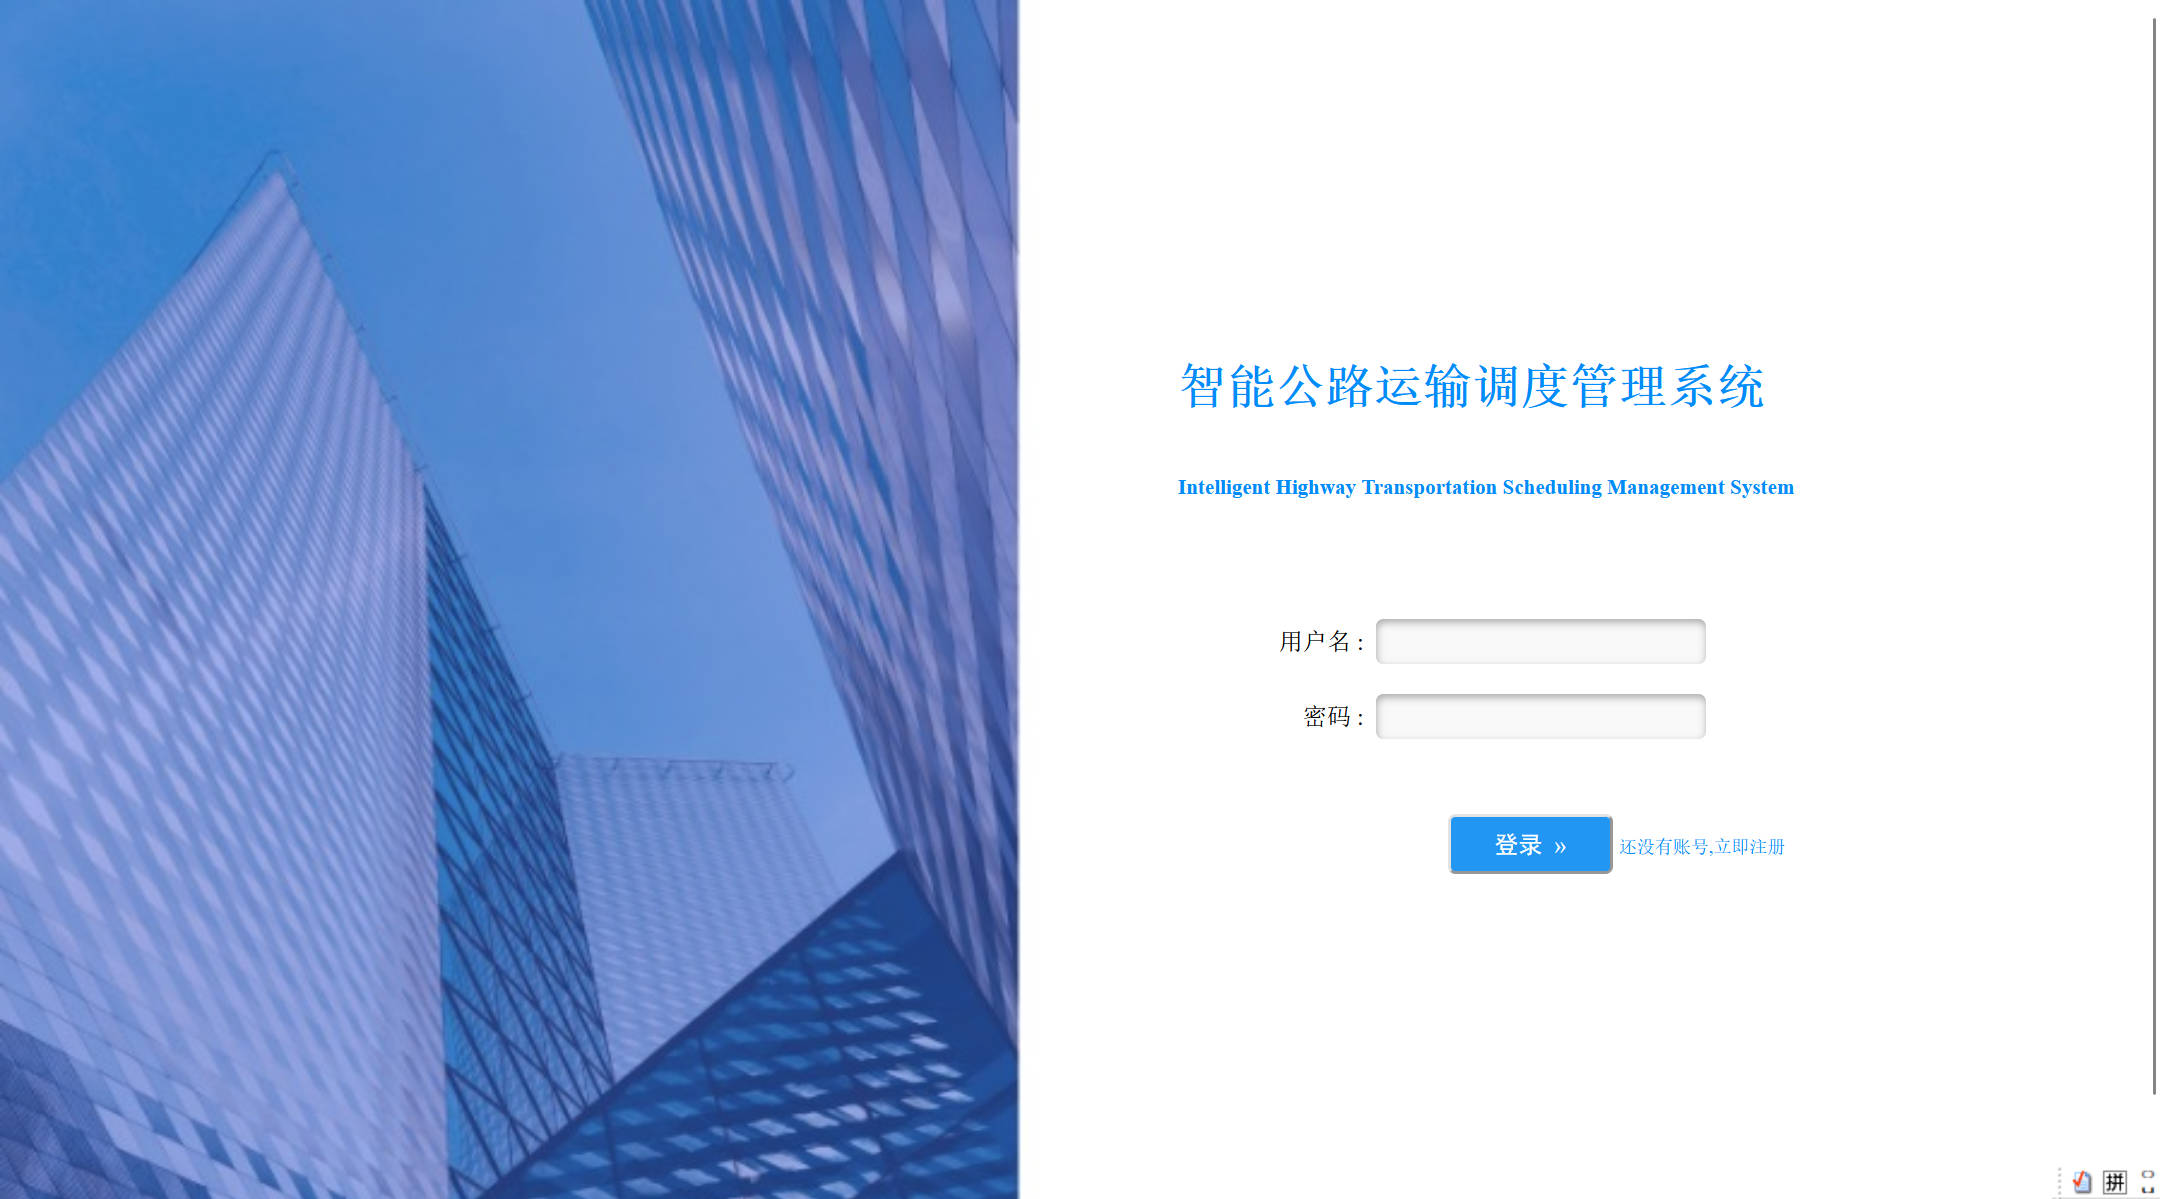 智能公路运输调度管理系统
Intelligent Highway Transportation Scheduling Management System
用户名：
密码：
登录 »
还没有账号,立即注册
拼